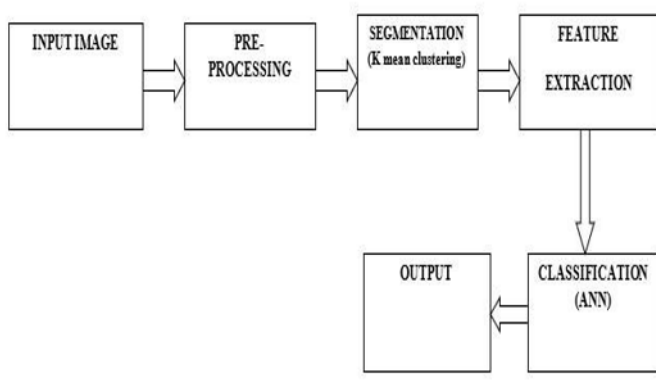 INPUT IMAGE
PRE-
PROCESSING
SEGMENTATION
(K mean clustering)
FEATURE
EXTRACTION
CLASSIFICATION
(ANN)
OUTPUT